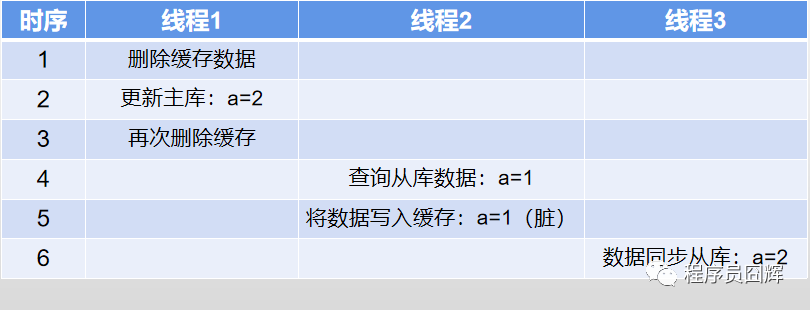 时序 线程1 线程2 线程3
1 删除缓存数据
2 更新主库：a=2
3 再次删除缓存
4 查询从库数据：a=1
5 将数据写入缓存：a=1（脏）
6 数据同步从库：a=2
程序员囧辉